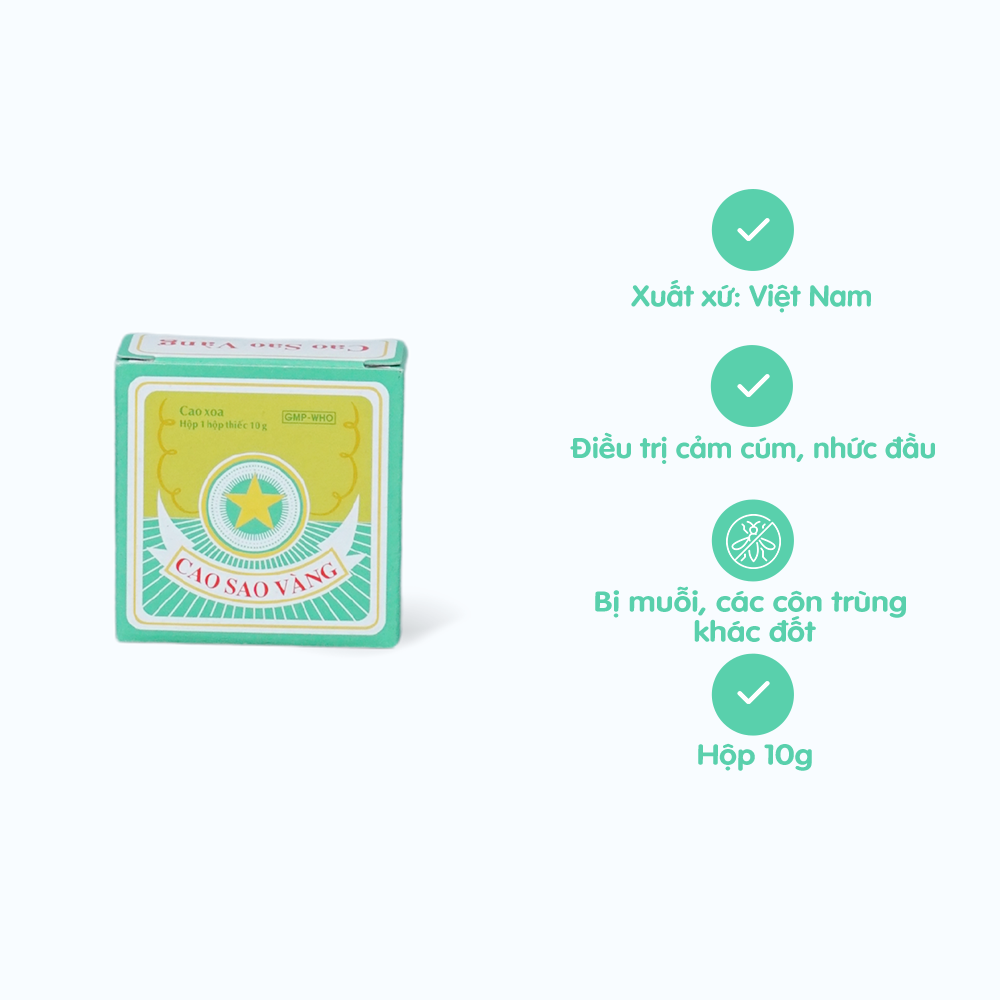 Cao Sao Vàng
Cao xoa
Hộp 1 hộp thiếc 10 g
GMP-WHO
CAO SAO VÀNG
Xuất xứ: Việt Nam
Điều trị cảm cúm, nhức đầu
Bị muỗi, các côn trùng
khác đốt
Hộp 10g